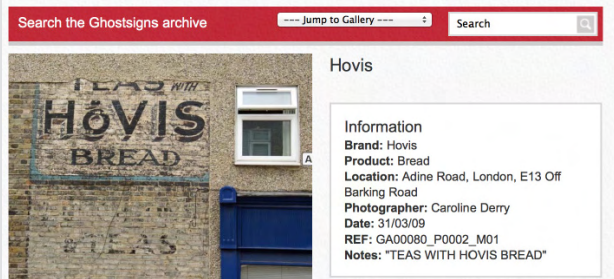 Search the Ghostsigns archive
--- Jump to Gallery ---
Search
TEAS WITH
HOVIS
BREAD
TEAS
A
Hovis
Information
Brand: Hovis
Product: Bread
Location: Adine Road, London, E13 Off
Barking Road
Photographer: Caroline Derry
Date: 31/03/09
REF: GA00080_P0002_M01
Notes: "TEAS WITH HOVIS BREAD"